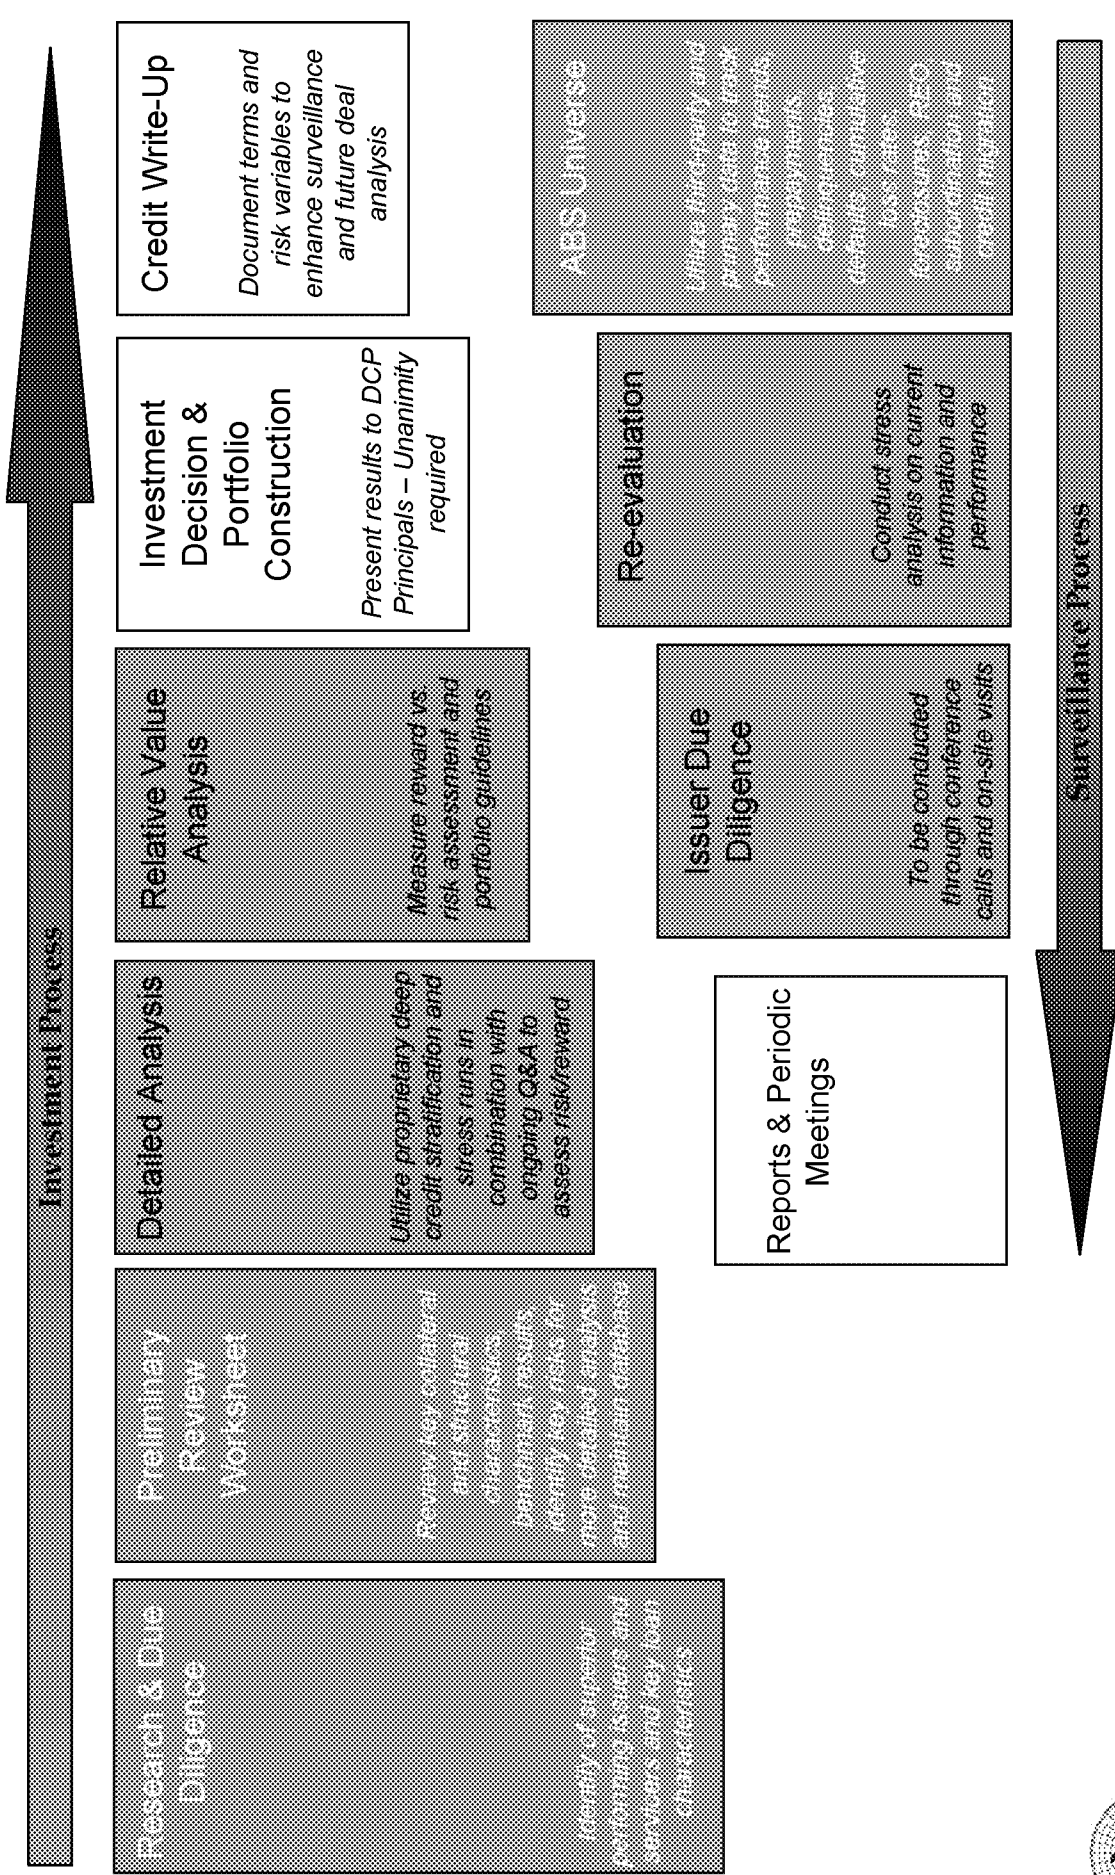 Investment Process
Research & Due
Diligence
Identify of superior
performing issuers and
servicers and key loan
characteristics
Preliminary
Review
Worksheet
Review key collateral
and structural
characteristics,
benchmark results,
identify key risks for
more detailed analysis
and maintain database
Detailed Analysis
Utilize proprietary deep
credit stratification and
stress runs in
combination with
ongoing Q&A to
assess risk/reward
Relative Value
Analysis
Measure reward vs.
risk assessment and
portfolio guidelines
Investment
Decision &
Portfolio
Construction
Present results to DCP
Principals – Unanimity
required
Credit Write-Up
Document terms and
risk variables to
enhance surveillance
and future deal
analysis
Reports & Periodic
Meetings
Issuer Due
Diligence
To be conducted
through conference
calls and on-site visits
Re-evaluation
Conduct stress
analysis on current
information and
performance
ABS Universe
Utilize third-party and
primary data to track
performance trends,
prepayments,
delinquencies,
defaults, cumulative
loss rates,
foreclosures, REO,
subordination and
credit migration
Surveillance Process